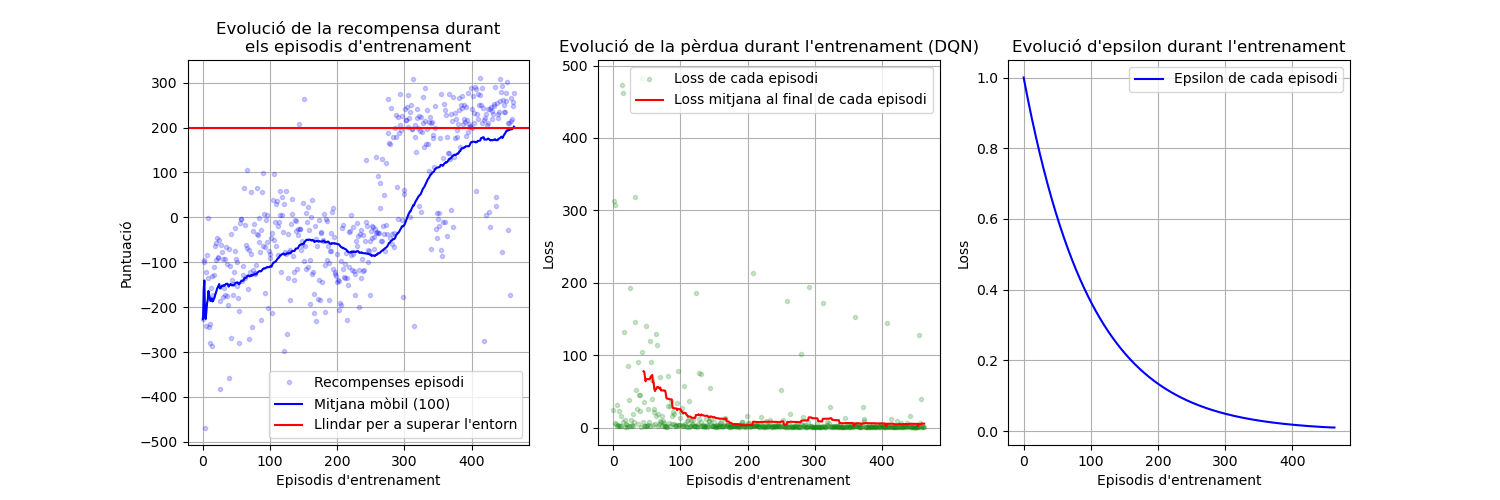 Evolució de la recompensa durant
els episodis d'entrenament
300
200
100
0
−100
−200
−300
−400
−500
Puntuació
Recompenses episodi
Mitjana mòbil (100)
Llindar per a superar l'entorn
0 100 200 300 400
Episodis d'entrenament
Evolució de la pèrdua durant l'entrenament (DQN)
500
400
300
200
100
0
Loss
Loss de cada episodi
Loss mitjana al final de cada episodi
0 100 200 300 400
Episodis d'entrenament
Evolució d'epsilon durant l'entrenament
1.0
0.8
0.6
0.4
0.2
0.0
Loss
Epsilon de cada episodi
0 100 200 300 400
Episodis d'entrenament